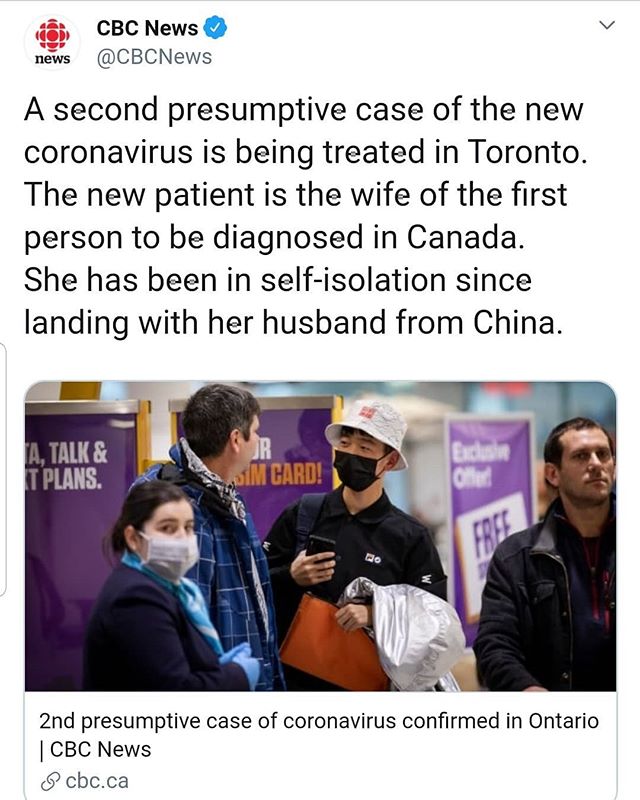 CBC News
news
@CBCNews
A second presumptive case of the new
coronavirus is being treated in Toronto.
The new patient is the wife of the first
person to be diagnosed in Canada.
She has been in self-isolation since
landing with her husband from China.
A, TALK &
T PLANS.
OR
SIM CARD!
Exclusive
Offer!
FREE
2nd presumptive case of coronavirus confirmed in Ontario
| CBC News
cbc.ca